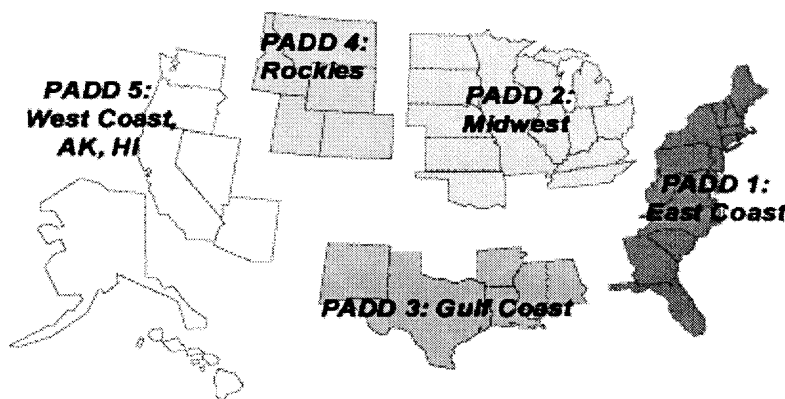 PADD 5:
West Coast,
AK, HI
PADD 4:
Rockies
PADD 2:
Midwest
PADD 1:
East Coast
PADD 3: Gulf Coast